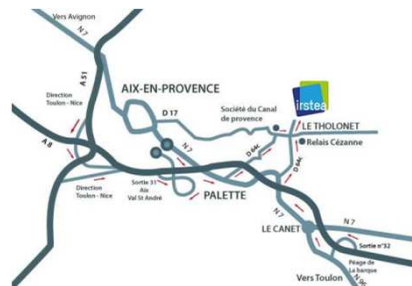 Vers Avignon
N 7
A 51
Direction
Toulon - Nice
AIX-EN-PROVENCE
irstea
D 17
Société du Canal
de provence
LE THOLONET
Relais Cézanne
A 8
N 7
D 64c
D 64c
Direction
Toulon - Nice
Sortie 31
Aix
Val St André
PALETTE
N 7
LE CANET
N 7
Sortie n°32
Péage de
La barque
Vers Toulon
N 96